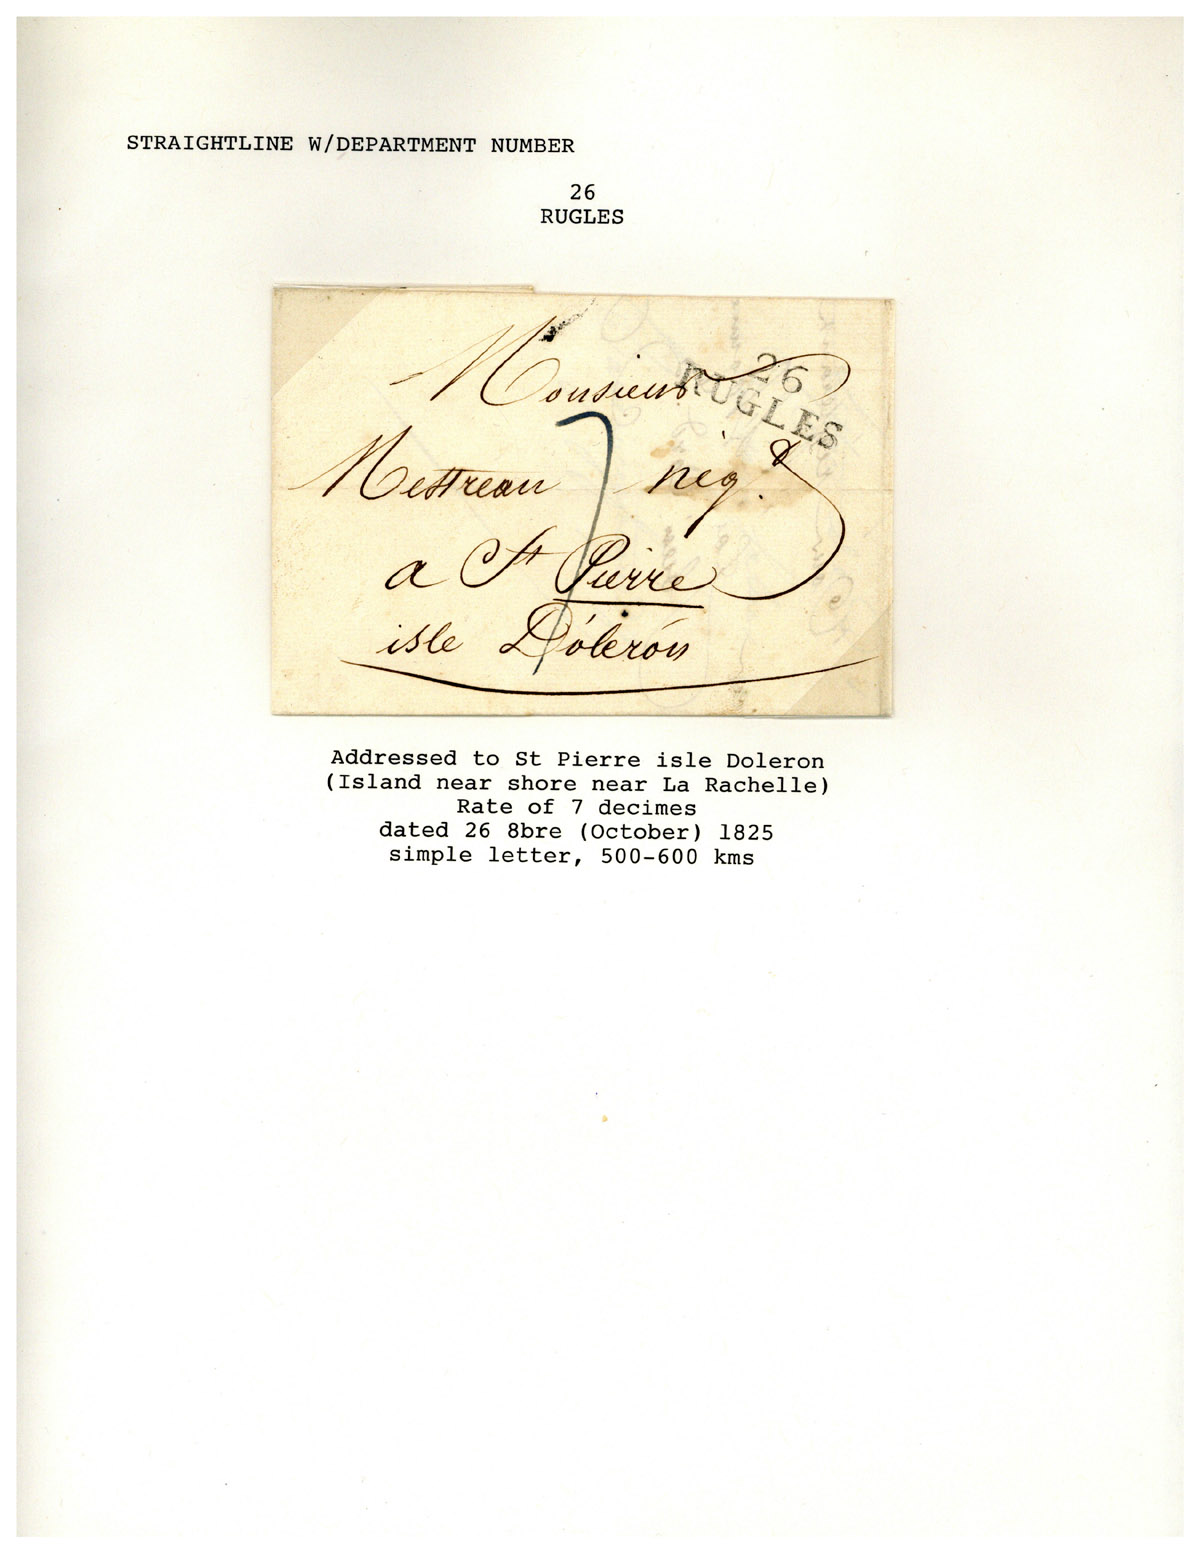 STRAIGHTLINE W/DEPARTMENT NUMBER
26
RUGLES
26
RUGLES
Monsieur
Mestreau négt
7
a St Pierre
isle D'óleróń
Addressed to St Pierre isle Doleron
(Island near shore near La Rachelle)
Rate of 7 decimes
dated 26 8bre (October) 1825
simple letter, 500-600 kms